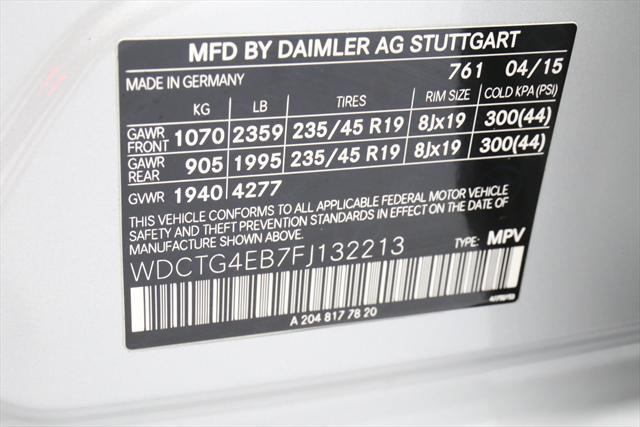 MFD BY DAIMLER AG STUTTGART
MADE IN GERMANY 761 04/15
KG LB TIRES RIM SIZE COLD KPA (PSI)
GAWR FRONT 1070 2359 235/45 R19 8Jx19 300(44)
GAWR REAR 905 1995 235/45 R19 8Jx19 300(44)
GVWR 1940 4277
THIS VEHICLE CONFORMS TO ALL APPLICABLE FEDERAL MOTOR VEHICLE
SAFETY AND THEFT PREVENTION STANDARDS IN EFFECT ON THE
DATE OF MANUFACTURE SHOWN ABOVE.
WDCTG4EB7FJ132213 TYPE: MPV
A 204 817 78 20